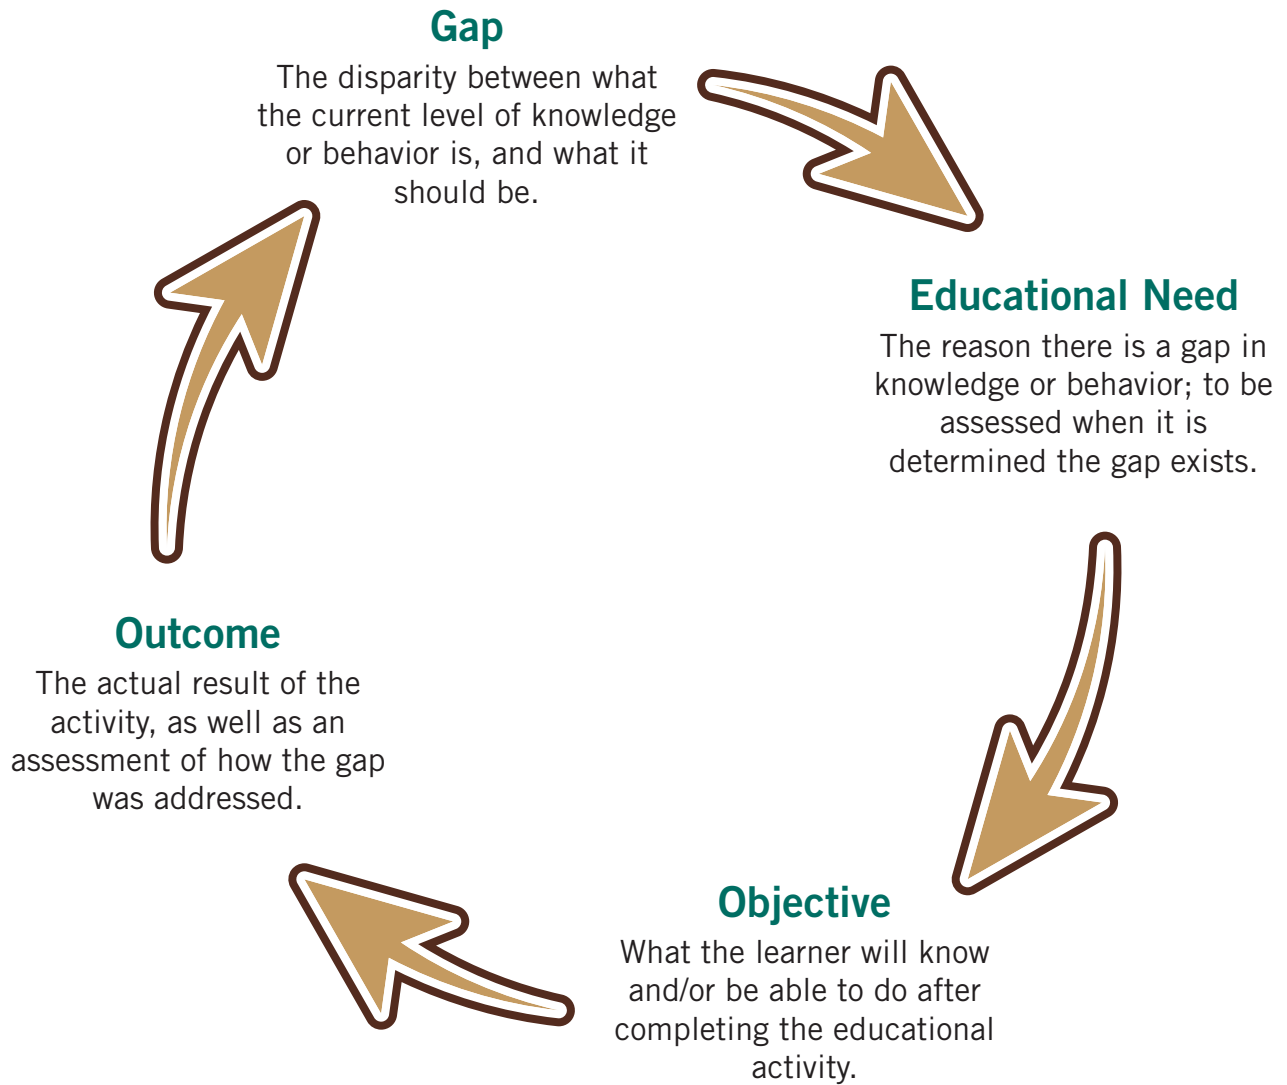 Gap
The disparity between what
the current level of knowledge
or behavior is, and what it
should be.
Educational Need
The reason there is a gap in
knowledge or behavior; to be
assessed when it is
determined the gap exists.
Objective
What the learner will know
and/or be able to do after
completing the educational
activity.
Outcome
The actual result of the
activity, as well as an
assessment of how the gap
was addressed.